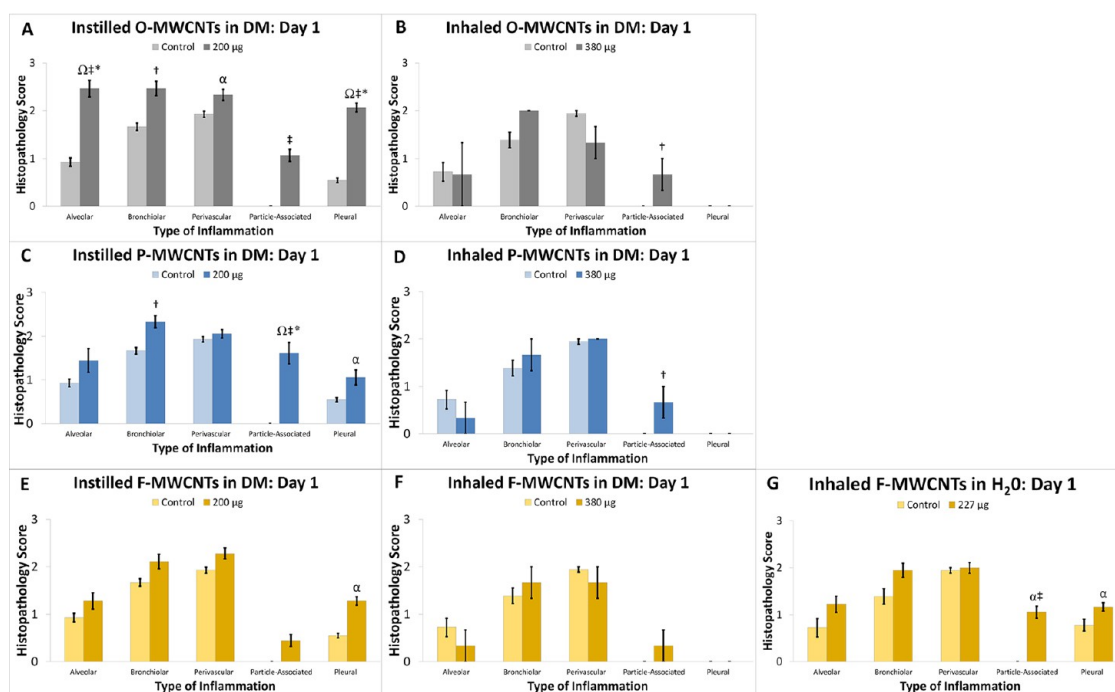 A Instilled O-MWCNTs in DM: Day 1
Control 200 µg
Histopathology Score
3
2
1
0
Ω‡* † α ‡ Ω‡*
Alveolar Bronchiolar Perivascular Particle-Associated Pleural
Type of Inflammation
B Inhaled O-MWCNTs in DM: Day 1
Control 380 µg
Histopathology Score
3
2
1
0
†
Alveolar Bronchiolar Perivascular Particle-Associated Pleural
Type of Inflammation
C Instilled P-MWCNTs in DM: Day 1
Control 200 µg
Histopathology Score
3
2
1
0
† Ω‡* α
Alveolar Bronchiolar Perivascular Particle-Associated Pleural
Type of Inflammation
D Inhaled P-MWCNTs in DM: Day 1
Control 380 µg
Histopathology Score
3
2
1
0
†
Alveolar Bronchiolar Perivascular Particle-Associated Pleural
Type of Inflammation
E Instilled F-MWCNTs in DM: Day 1
Control 200 µg
Histopathology Score
3
2
1
0
α
Alveolar Bronchiolar Perivascular Particle-Associated Pleural
Type of Inflammation
F Inhaled F-MWCNTs in DM: Day 1
Control 380 µg
Histopathology Score
3
2
1
0
Alveolar Bronchiolar Perivascular Particle-Associated Pleural
Type of Inflammation
G Inhaled F-MWCNTs in H₂0: Day 1
Control 227 µg
Histopathology Score
3
2
1
0
α‡ α
Alveolar Bronchiolar Perivascular Particle-Associated Pleural
Type of Inflammation